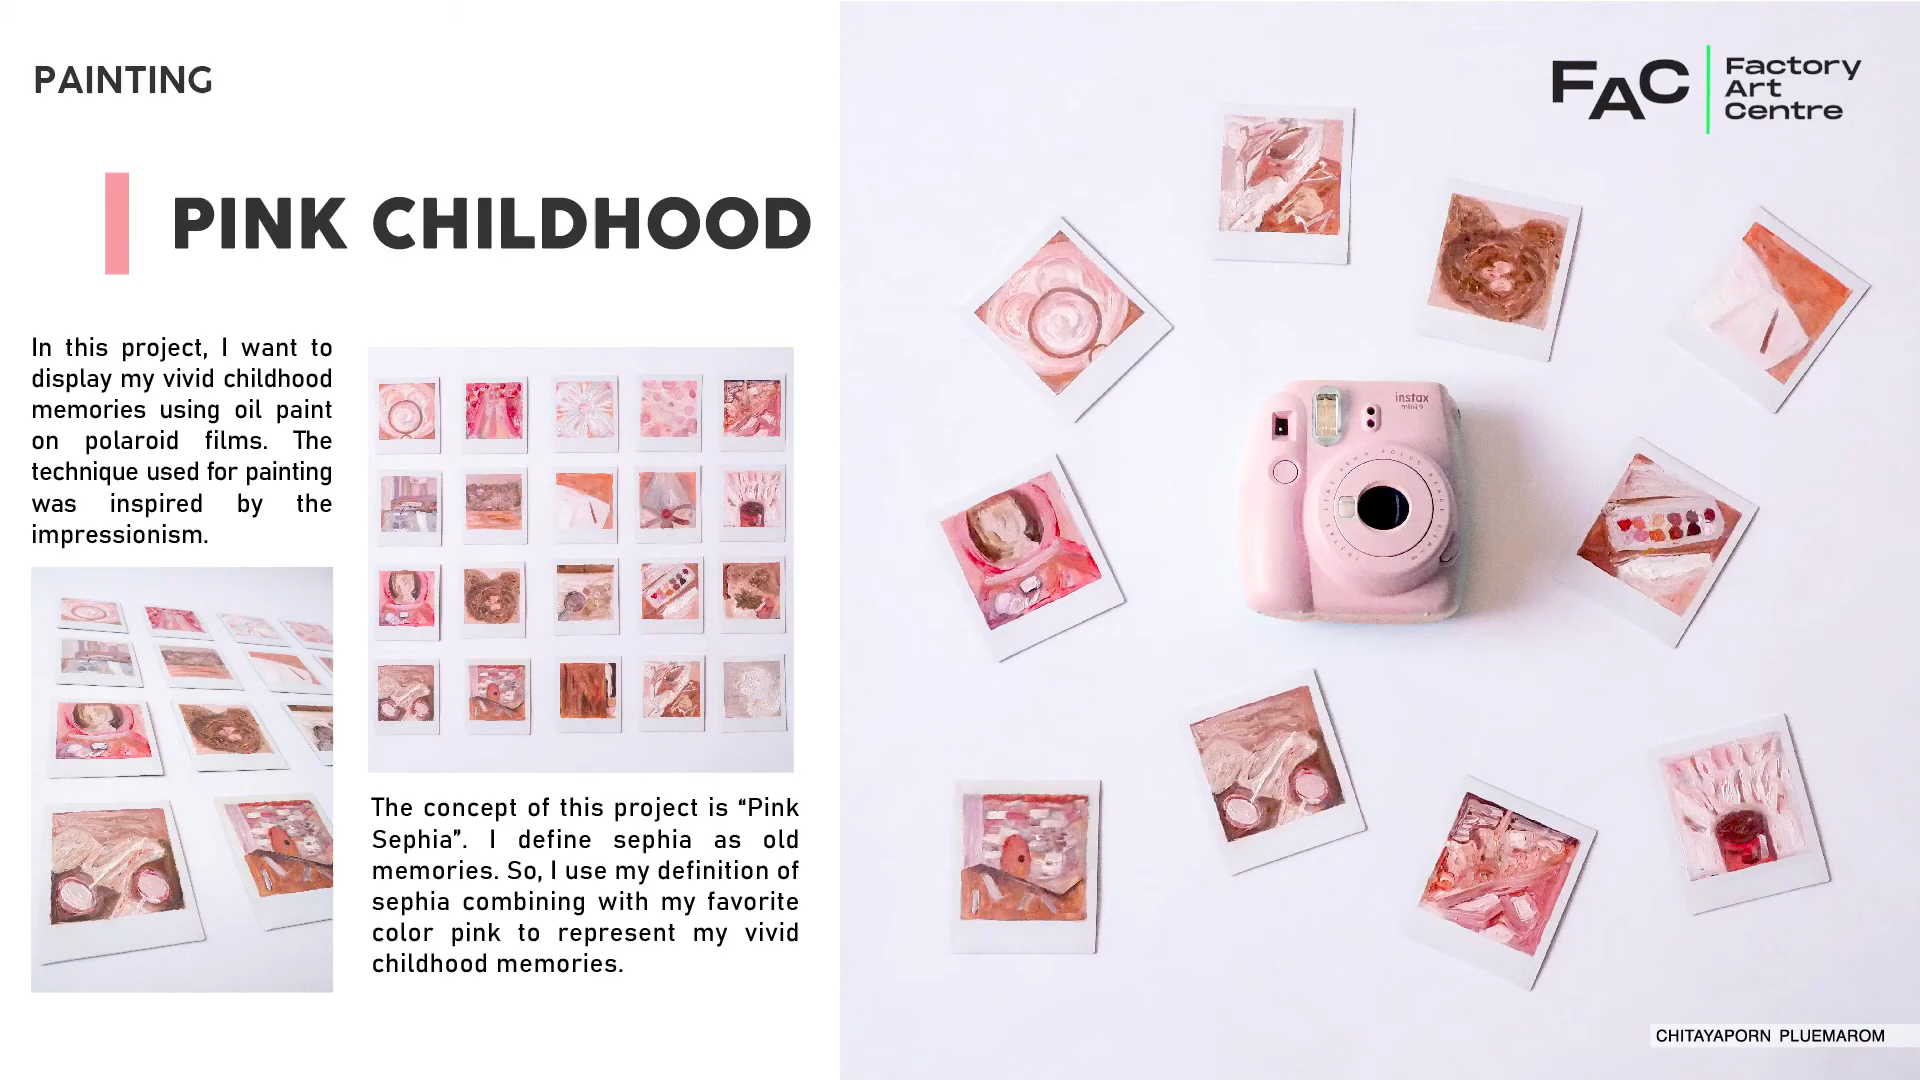 PAINTING
PINK CHILDHOOD
In this project, I want to
display my vivid childhood
memories using oil paint
on polaroid films. The
technique used for painting
was inspired by the
impressionism.
The concept of this project is “Pink
Sephia”. I define sephia as old
memories. So, I use my definition of
sephia combining with my favorite
color pink to represent my vivid
childhood memories.
FAC
Factory
Art
Centre
instax
mini 9
CHITAYAPORN PLUEMAROM